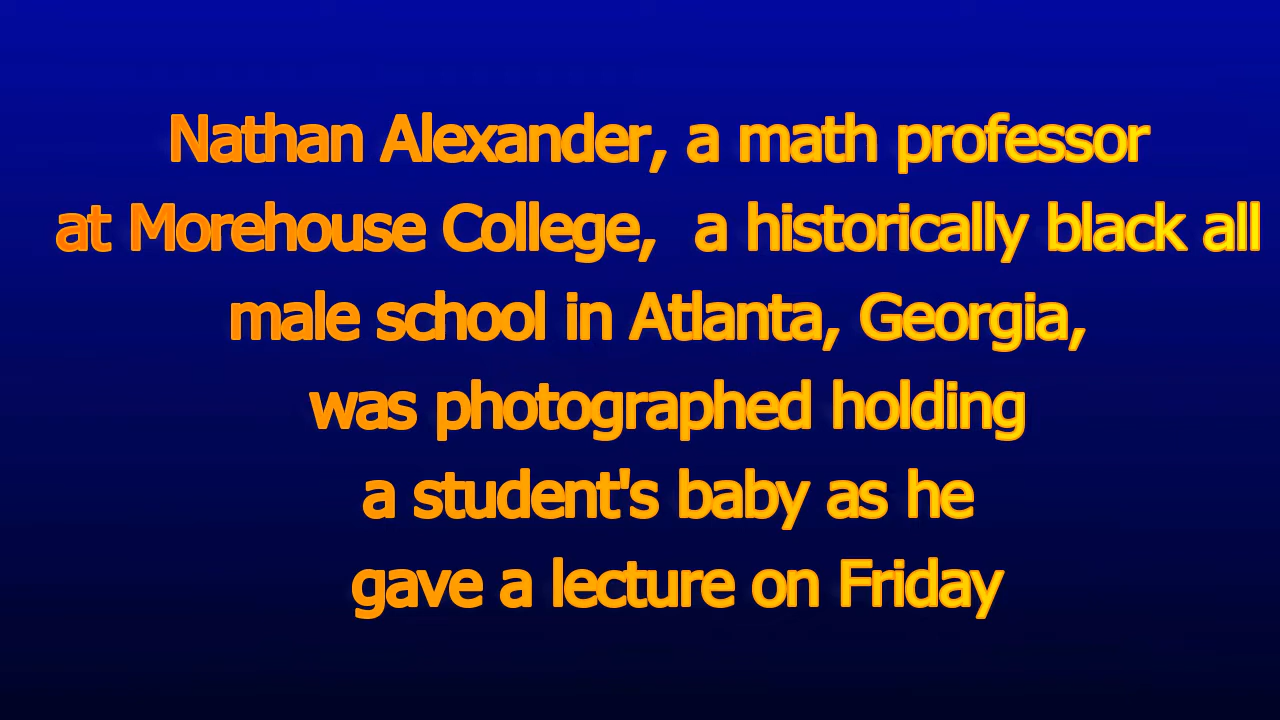 Nathan Alexander, a math professor
at Morehouse College,  a historically black all
male school in Atlanta, Georgia,
was photographed holding
a student's baby as he
gave a lecture on Friday